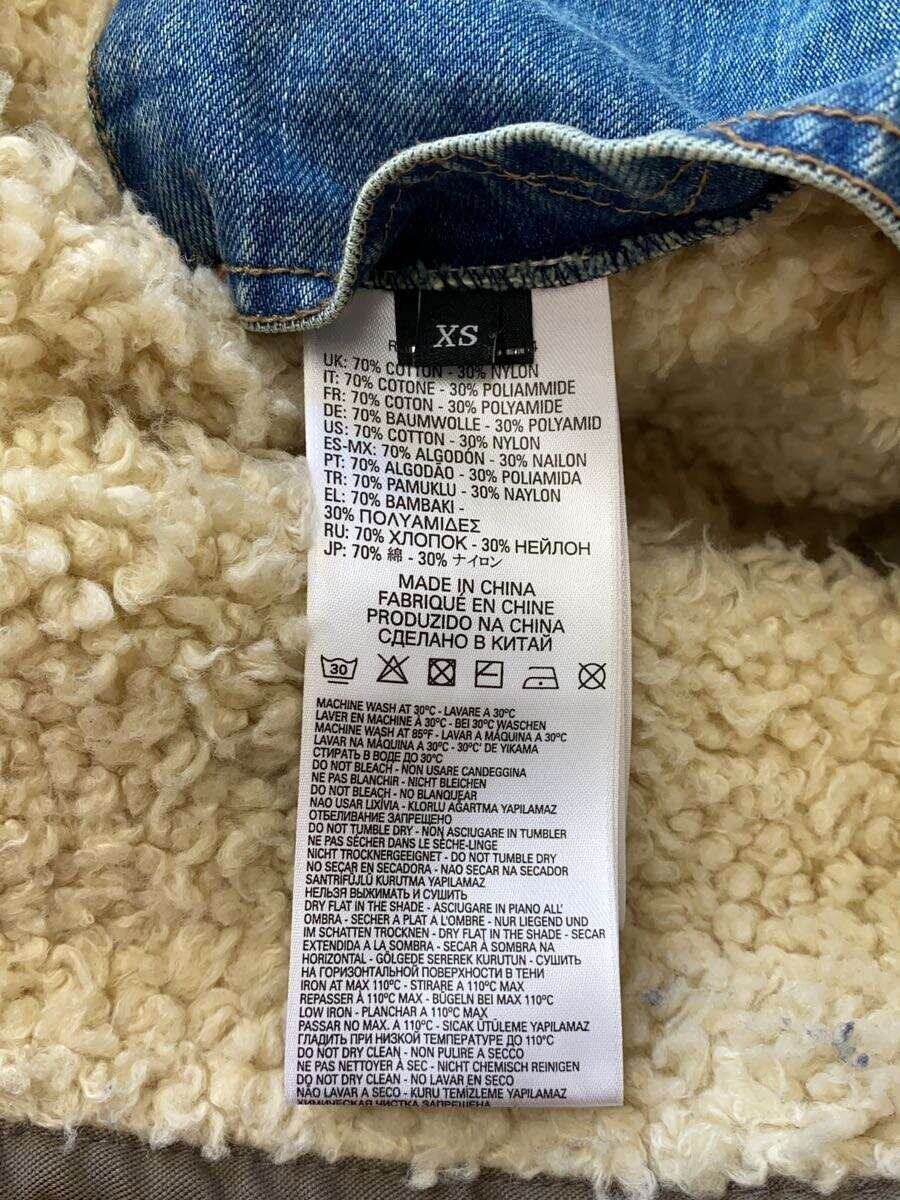 XS
UK: 70% COTTON - 30% NYLON
IT: 70% COTONE - 30% POLIAMMIDE
FR: 70% COTON - 30% POLYAMIDE
DE: 70% BAUMWOLLE - 30% POLYAMID
US: 70% COTTON - 30% NYLON
ES-MX: 70% ALGODÓN - 30% NAILON
PT: 70% ALGODÃO - 30% POLIAMIDA
TR: 70% PAMUKLU - 30% NAYLON
EL: 70% ΒΑΜΒΑΚΙ -
30% ΠΟΛΥΑΜΙΔΕΣ
RU: 70% ХЛОПОК - 30% НЕЙЛОН
JP: 70% 綿 - 30% ナイロン
MADE IN CHINA
FABRIQUÉ EN CHINE
PRODUZIDO NA CHINA
СДЕЛАНО В КИТАЙ
30
MACHINE WASH AT 30°C - LAVARE A 30°C
LAVER EN MACHINE À 30°C - BEI 30°C WASCHEN
MACHINE WASH AT 85°F - LAVAR A MÁQUINA A 30°C
LAVAR NA MÁQUINA A 30°C - 30°C' DE YIKAMA
СТИРАТЬ В ВОДЕ ДО 30°C
DO NOT BLEACH - NON USARE CANDEGGINA
NE PAS BLANCHIR - NICHT BLEICHEN
DO NOT BLEACH - NO BLANQUEAR
NAO USAR LIXÍVIA - KLORLU AĞARTMA YAPILAMAZ
ОТБЕЛИВАНИЕ ЗАПРЕЩЕНО
DO NOT TUMBLE DRY - NON ASCIUGARE IN TUMBLER
NE PAS SÉCHER DANS LE SÈCHE-LINGE
NICHT TROCKNERGEEIGNET - DO NOT TUMBLE DRY
NO SECAR EN SECADORA - NÃO SECAR NA SECADOR
SANTRİFÜJLÜ KURUTMA YAPILAMAZ
НЕЛЬЗЯ ВЫЖИМАТЬ И СУШИТЬ
DRY FLAT IN THE SHADE - ASCIUGARE IN PIANO ALL'
OMBRA - SECHER A PLAT A L'OMBRE - NUR LIEGEND UND
IM SCHATTEN TROCKNEN - DRY FLAT IN THE SHADE - SECAR
EXTENDIDA A LA SOMBRA - SECAR À SOMBRA NA
HORIZONTAL - GÖLGEDE SEREREK KURUTUN - СУШИТЬ
НА ГОРИЗОНТАЛЬНОЙ ПОВЕРХНОСТИ В ТЕНИ
IRON AT MAX 110°C - STIRARE A 110°C
REPASSER À 110°C MAX - BÜGELN BEI MAX 110°C
LOW IRON - PLANCHAR A 110°C MAX
PASSAR NO MAX. A 110°C - SICAK ÜTÜLEME YAPILAMAZ
ГЛАДИТЬ ПРИ НИЗКОЙ ТЕМПЕРАТУРЕ ДО 110°C
DO NOT DRY CLEAN - NON PULIRE A SECCO
NE PAS NETTOYER À SEC - NICHT CHEMISCH REINIGEN
DO NOT DRY CLEAN - NO LAVAR EN SECO
NÃO LAVAR A SECO - KURU TEMİZLEME YAPILAMAZ
ХИМИЧЕСКАЯ ЧИСТКА ЗАПРЕЩЕНА